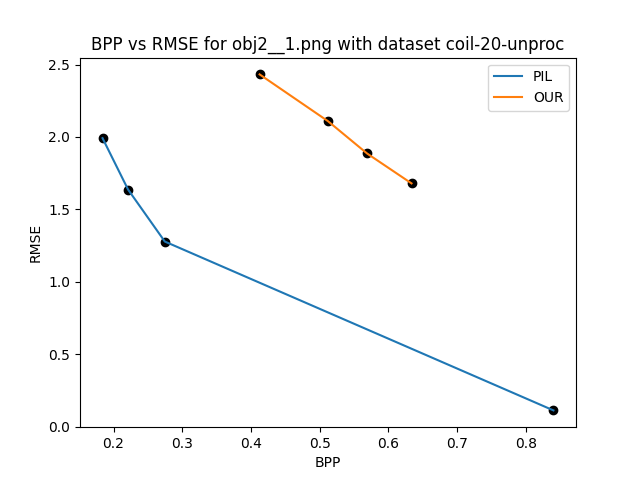 BPP vs RMSE for obj2__1.png with dataset coil-20-unproc
PIL
OUR
2.5
2.0
1.5
1.0
0.5
0.0
RMSE
0.2 0.3 0.4 0.5 0.6 0.7 0.8
BPP